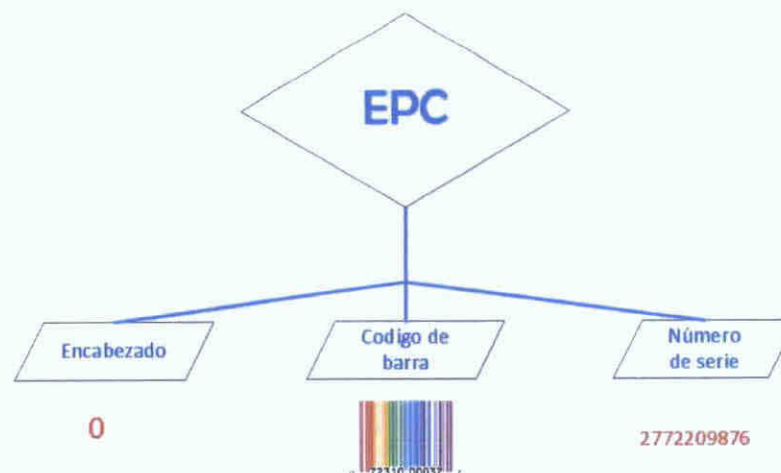 EPC
Encabezado
Codigo de
barra
Número
de serie
0
2772209876